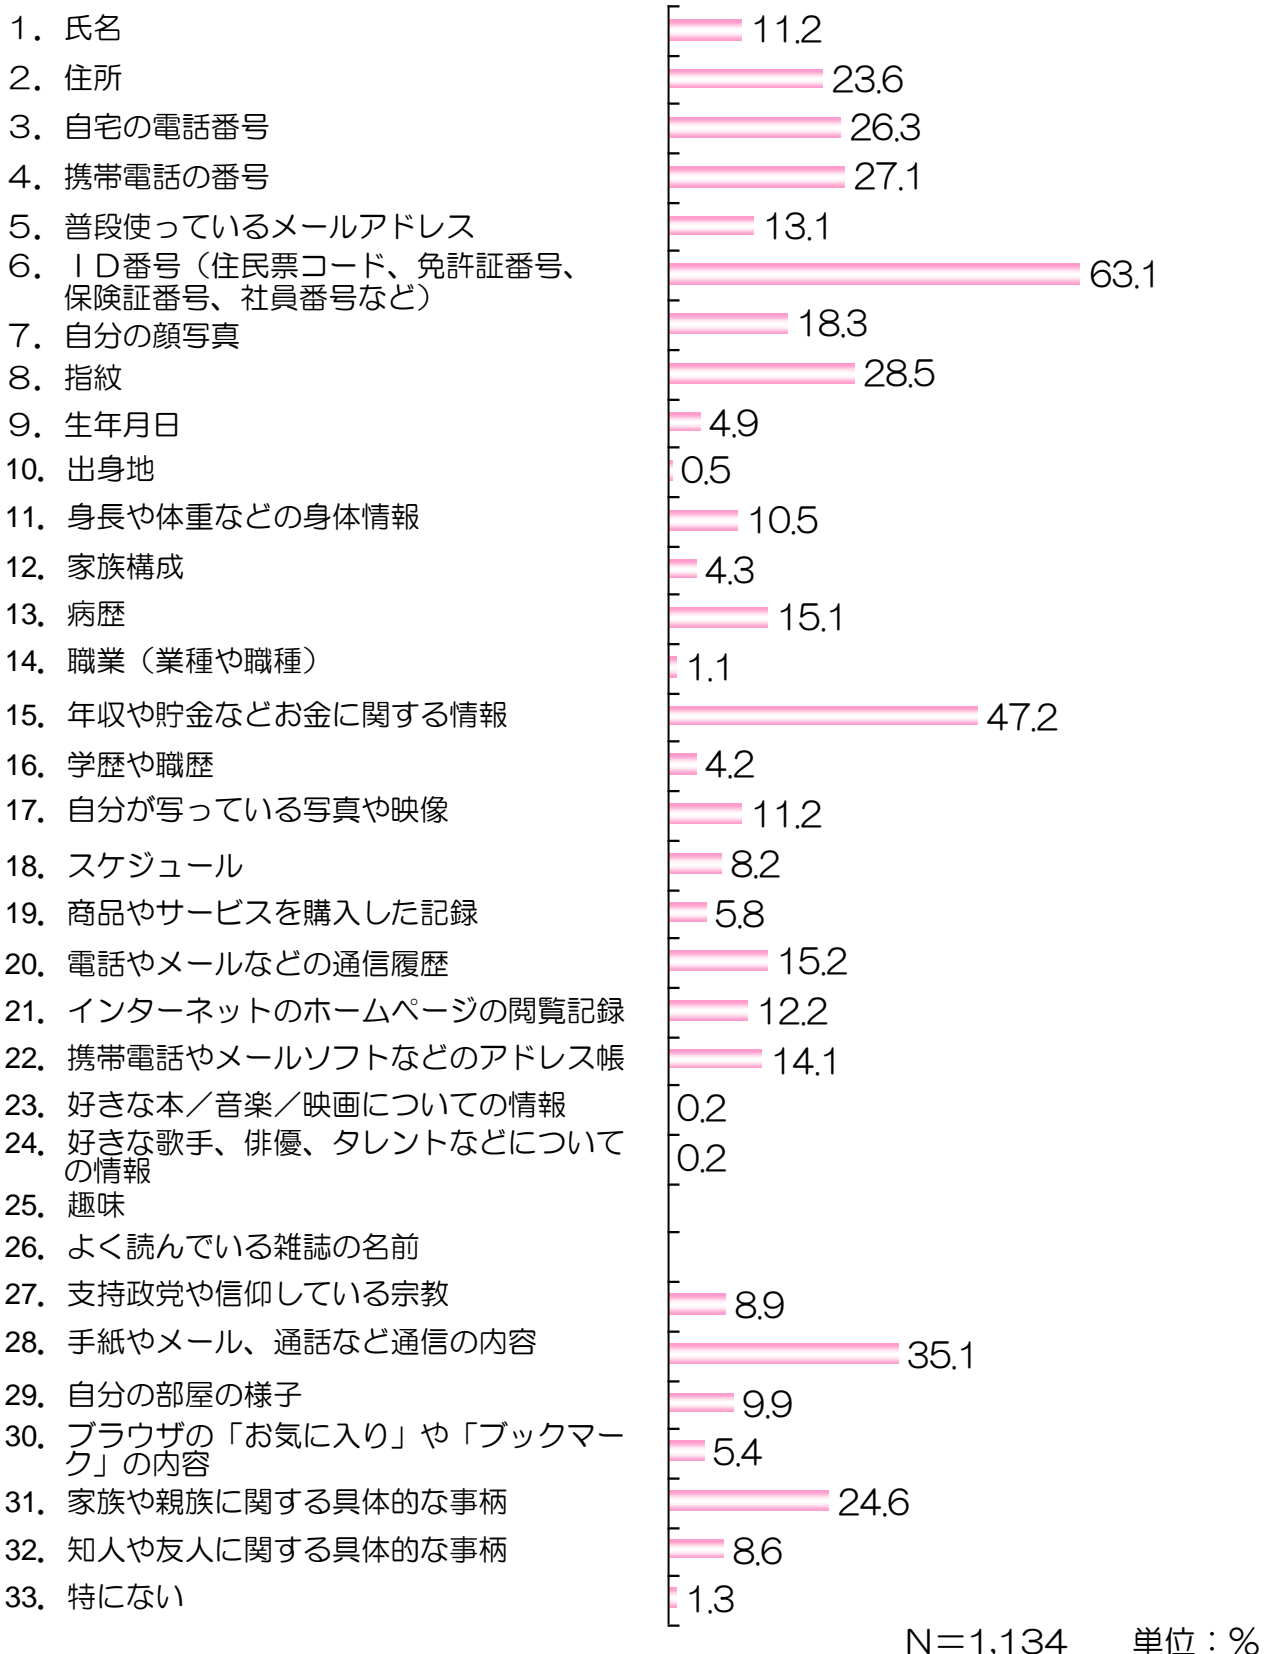 １．氏名 11.2
２．住所 23.6
３．自宅の電話番号 26.3
４．携帯電話の番号 27.1
５．普段使っているメールアドレス 13.1
６．ＩＤ番号（住民票コード、免許証番号、
保険証番号、社員番号など） 63.1
７．自分の顔写真 18.3
８．指紋 28.5
９．生年月日 4.9
10．出身地 0.5
11．身長や体重などの身体情報 10.5
12．家族構成 4.3
13．病歴 15.1
14．職業（業種や職種） 1.1
15．年収や貯金などお金に関する情報 47.2
16．学歴や職歴 4.2
17．自分が写っている写真や映像 11.2
18．スケジュール 8.2
19．商品やサービスを購入した記録 5.8
20．電話やメールなどの通信履歴 15.2
21．インターネットのホームページの閲覧記録 12.2
22．携帯電話やメールソフトなどのアドレス帳 14.1
23．好きな本／音楽／映画についての情報 0.2
24．好きな歌手、俳優、タレントなどについて
の情報 0.2
25．趣味
26．よく読んでいる雑誌の名前
27．支持政党や信仰している宗教 8.9
28．手紙やメール、通話など通信の内容 35.1
29．自分の部屋の様子 9.9
30．ブラウザの「お気に入り」や「ブックマー
ク」の内容 5.4
31．家族や親族に関する具体的な事柄 24.6
32．知人や友人に関する具体的な事柄 8.6
33．特にない 1.3
Ｎ＝1,134　単位：％